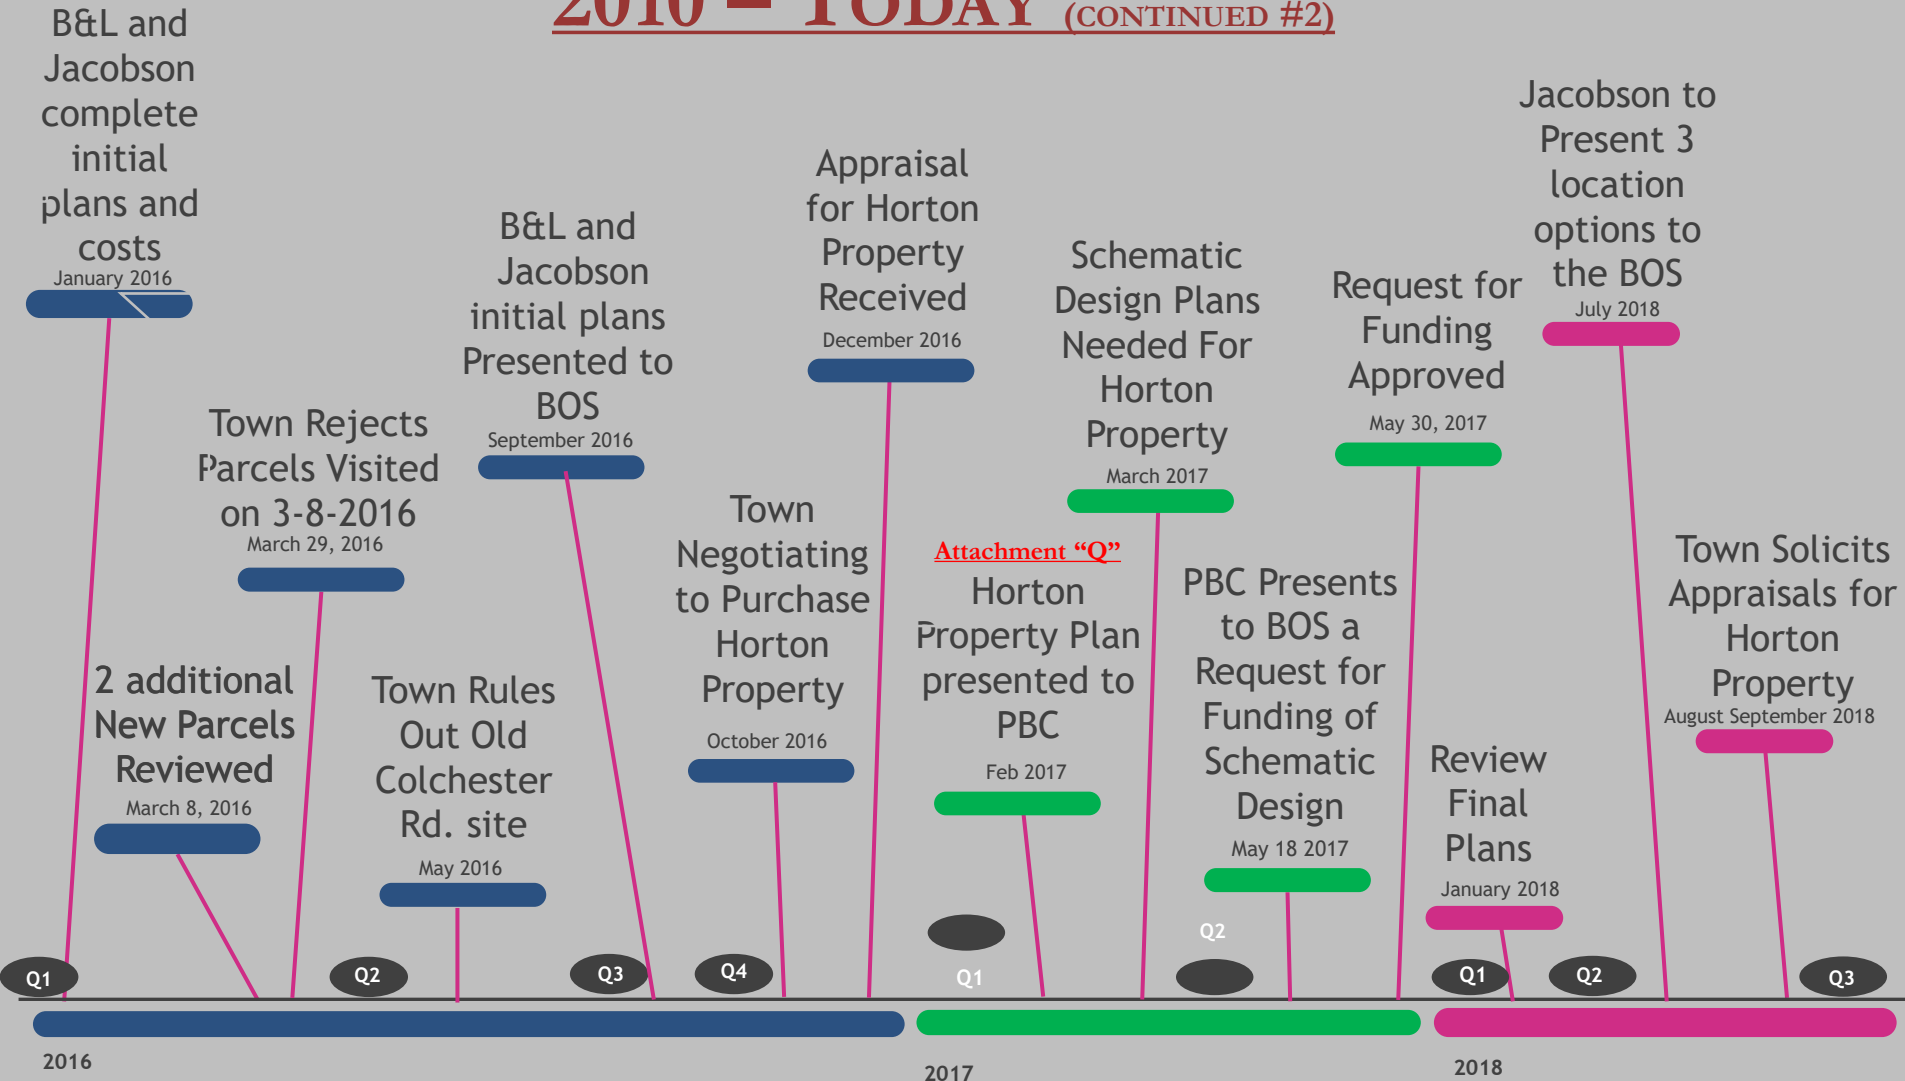 2010 – TODAY (CONTINUED #2)
B&L and
Jacobson
complete
initial
plans and
costs
January 2016
2 additional
New Parcels
Reviewed
March 8, 2016
Town Rejects
Parcels Visited
on 3-8-2016
March 29, 2016
Town Rules
Out Old
Colchester
Rd. site
May 2016
B&L and
Jacobson
initial plans
Presented to
BOS
September 2016
Town
Negotiating
to Purchase
Horton
Property
October 2016
Appraisal
for Horton
Property
Received
December 2016
Attachment “Q”
Horton
Property Plan
presented to
PBC
Feb 2017
Schematic
Design Plans
Needed For
Horton
Property
March 2017
PBC Presents
to BOS a
Request for
Funding of
Schematic
Design
May 18 2017
Request for
Funding
Approved
May 30, 2017
Review
Final
Plans
January 2018
Jacobson to
Present 3
location
options to
the BOS
July 2018
Town Solicits
Appraisals for
Horton
Property
August September 2018
Q1
Q2
Q3
Q4
Q1
Q2
Q1
Q2
Q3
2016
2017
2018